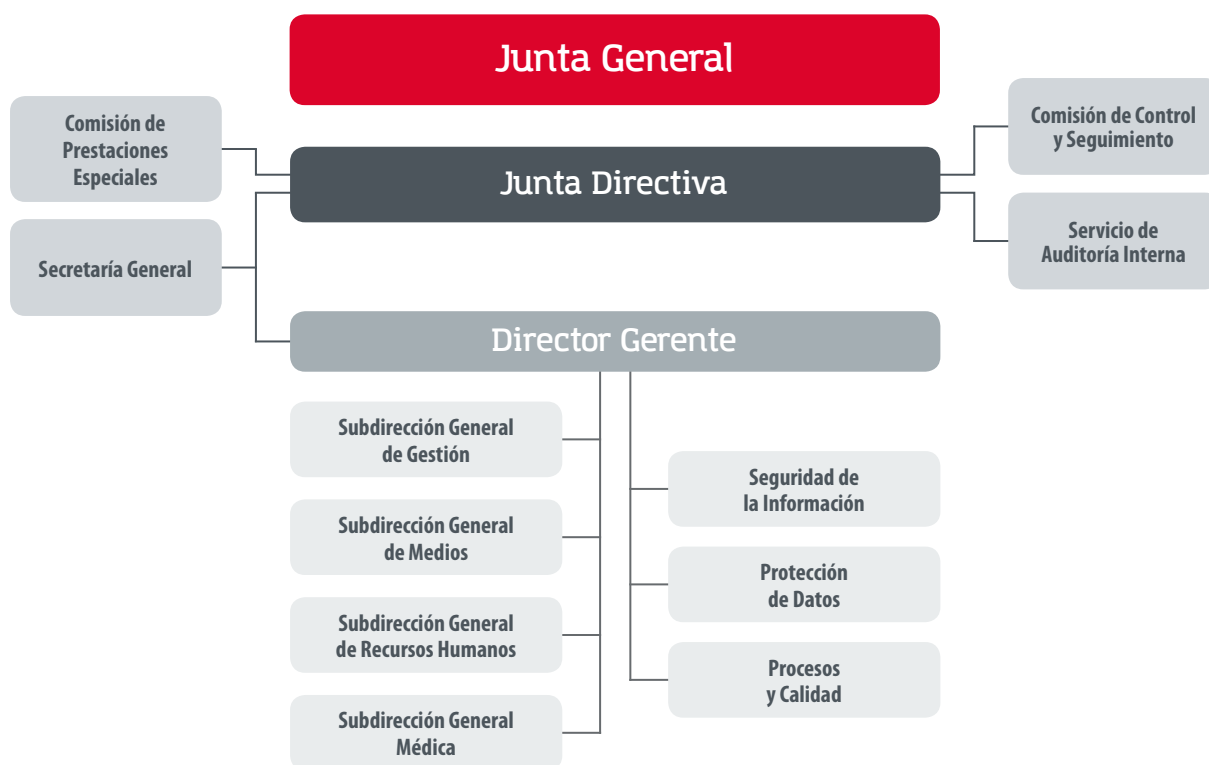 Junta General
Comisión de
Prestaciones
Especiales
Comisión de Control
y Seguimiento
Junta Directiva
Secretaría General
Servicio de
Auditoría Interna
Director Gerente
Subdirección General
de Gestión
Seguridad de
la Información
Subdirección General
de Medios
Protección
de Datos
Subdirección General
de Recursos Humanos
Procesos
y Calidad
Subdirección General
Médica